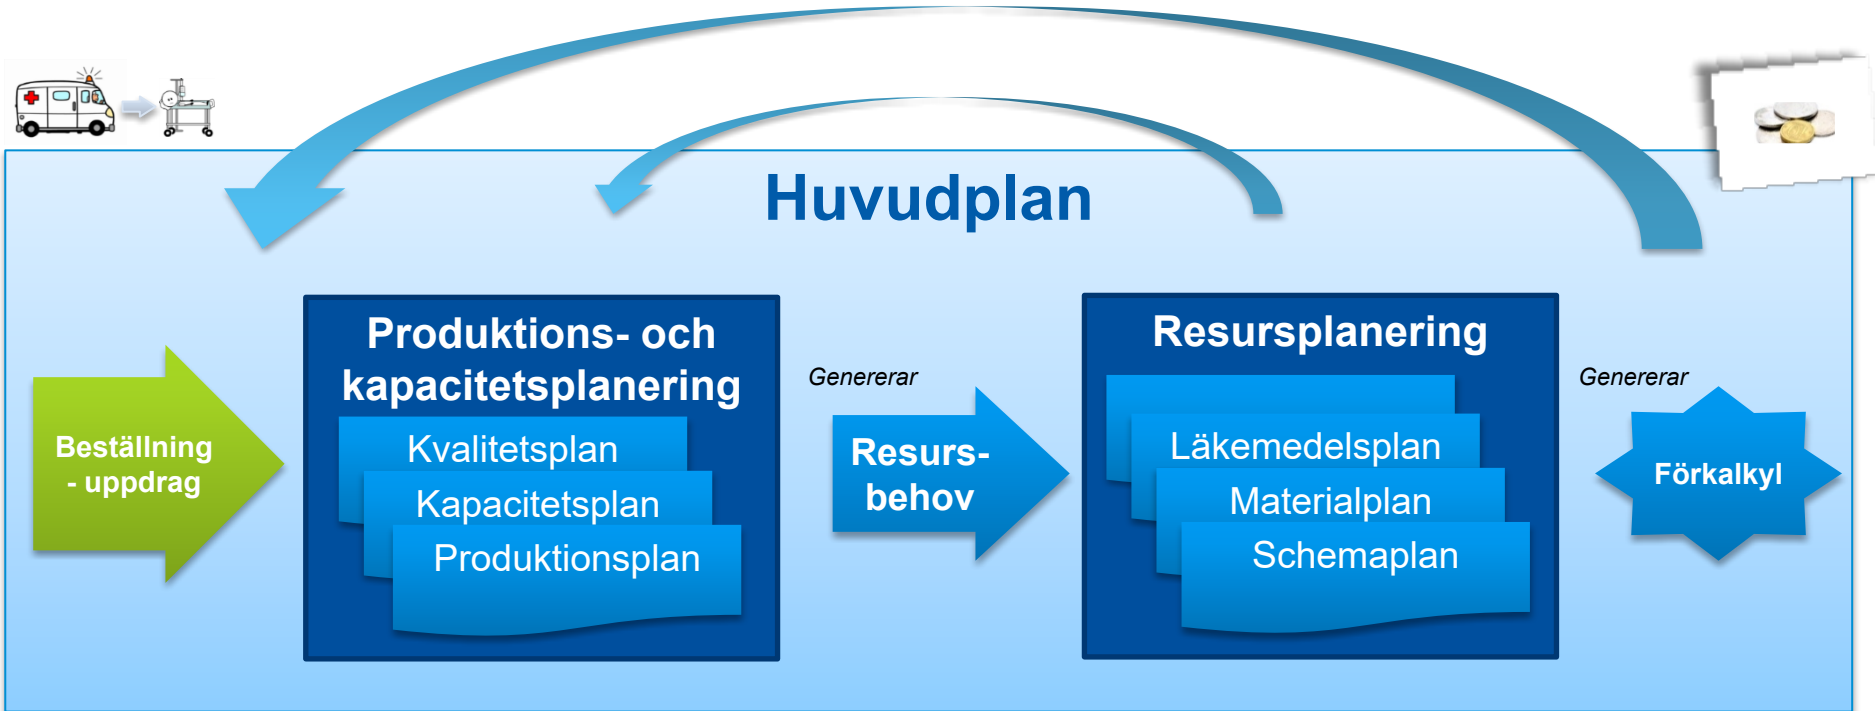 Huvudplan
Beställning
- uppdrag
Produktions- och
kapacitetsplanering
Kvalitetsplan
Kapacitetsplan
Produktionsplan
Genererar
Resurs-
behov
Resursplanering
Läkemedelsplan
Materialplan
Schemaplan
Genererar
Förkalkyl